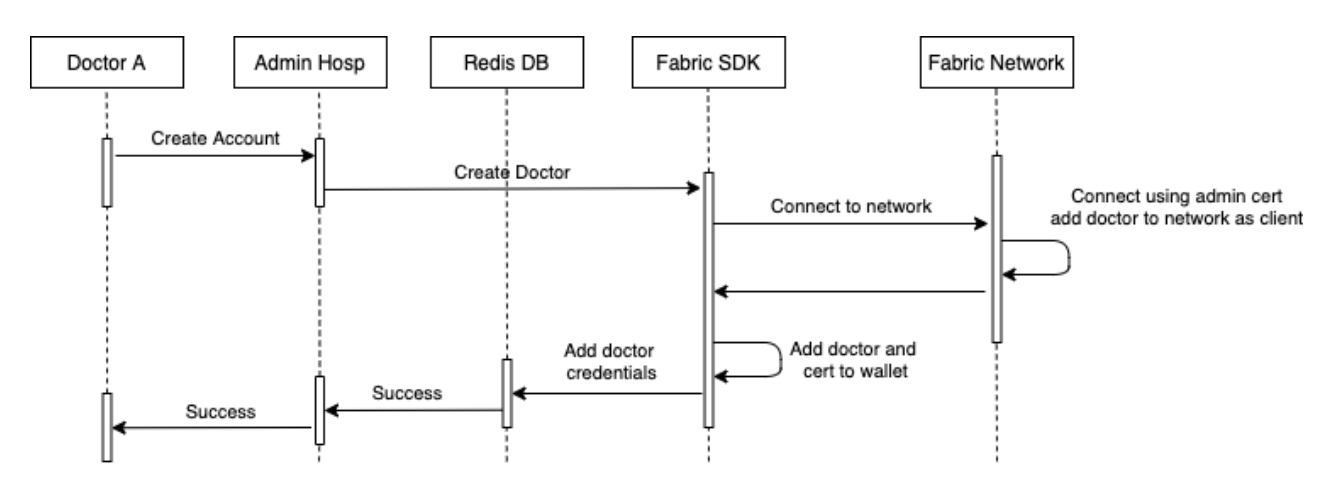 Doctor A
Admin Hosp
Redis DB
Fabric SDK
Fabric Network
Create Account
Create Doctor
Connect to network
Connect using admin cert
add doctor to network as client
Add doctor and
cert to wallet
Add doctor
credentials
Success
Success